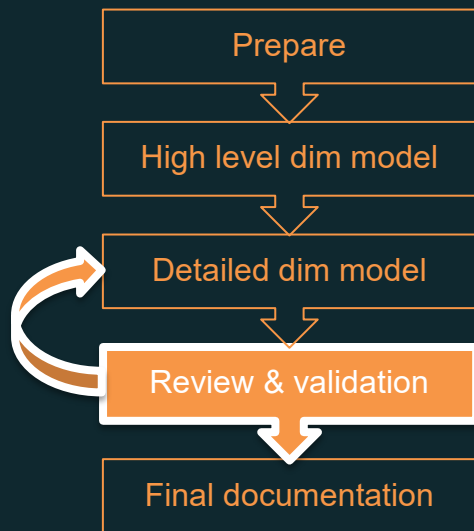 Prepare
High level dim model
Detailed dim model
Review & validation
Final documentation